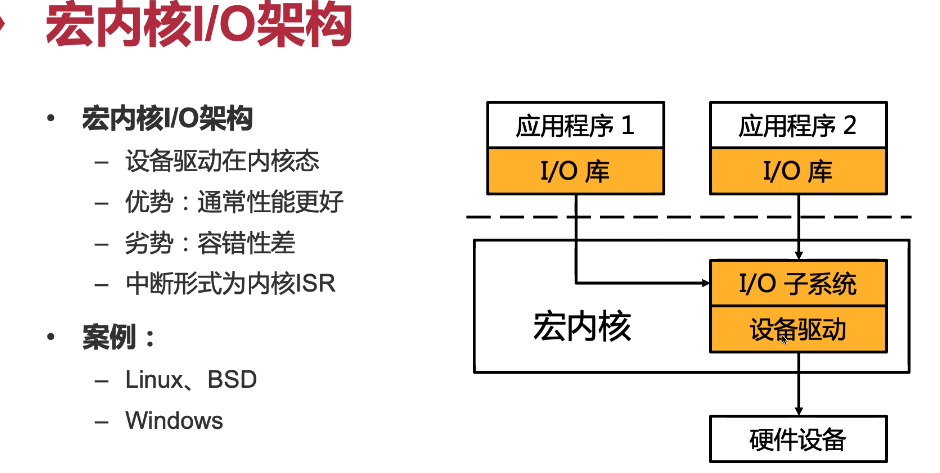 宏内核I/O架构
• 宏内核I/O架构
– 设备驱动在内核态
– 优势：通常性能更好
– 劣势：容错性差
– 中断形式为内核ISR
• 案例：
– Linux、BSD
– Windows
应用程序 1
I/O 库
应用程序 2
I/O 库
I/O 子系统
宏内核
设备驱动
硬件设备